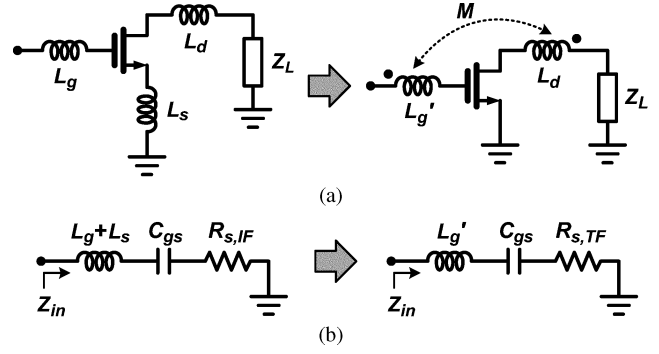 M
L_d
L_g
Z_L
L_s
L_g'
L_d
Z_L
(a)
L_g+L_s
C_gs
R_s,IF
Z_in
L_g'
C_gs
R_s,TF
Z_in
(b)